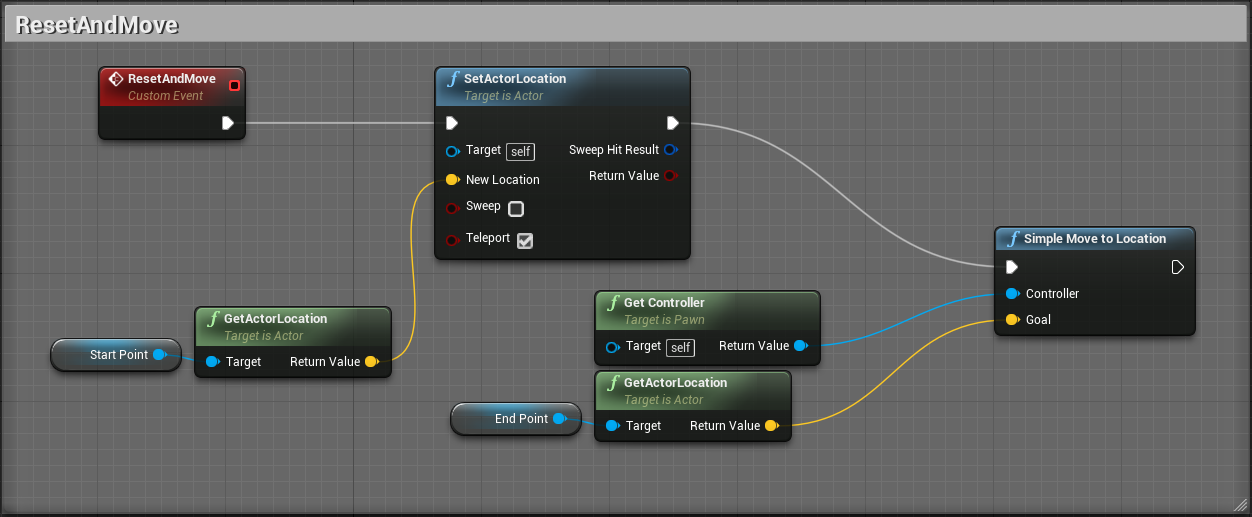 ResetAndMove
ResetAndMove
Custom Event
f SetActorLocation
Target is Actor
Target self
Sweep Hit Result
New Location
Return Value
Sweep
Teleport
f Simple Move to Location
Controller
Goal
f Get Controller
Target is Pawn
Target self
Return Value
f GetActorLocation
Target is Actor
Start Point
Target
Return Value
f GetActorLocation
Target is Actor
End Point
Target
Return Value